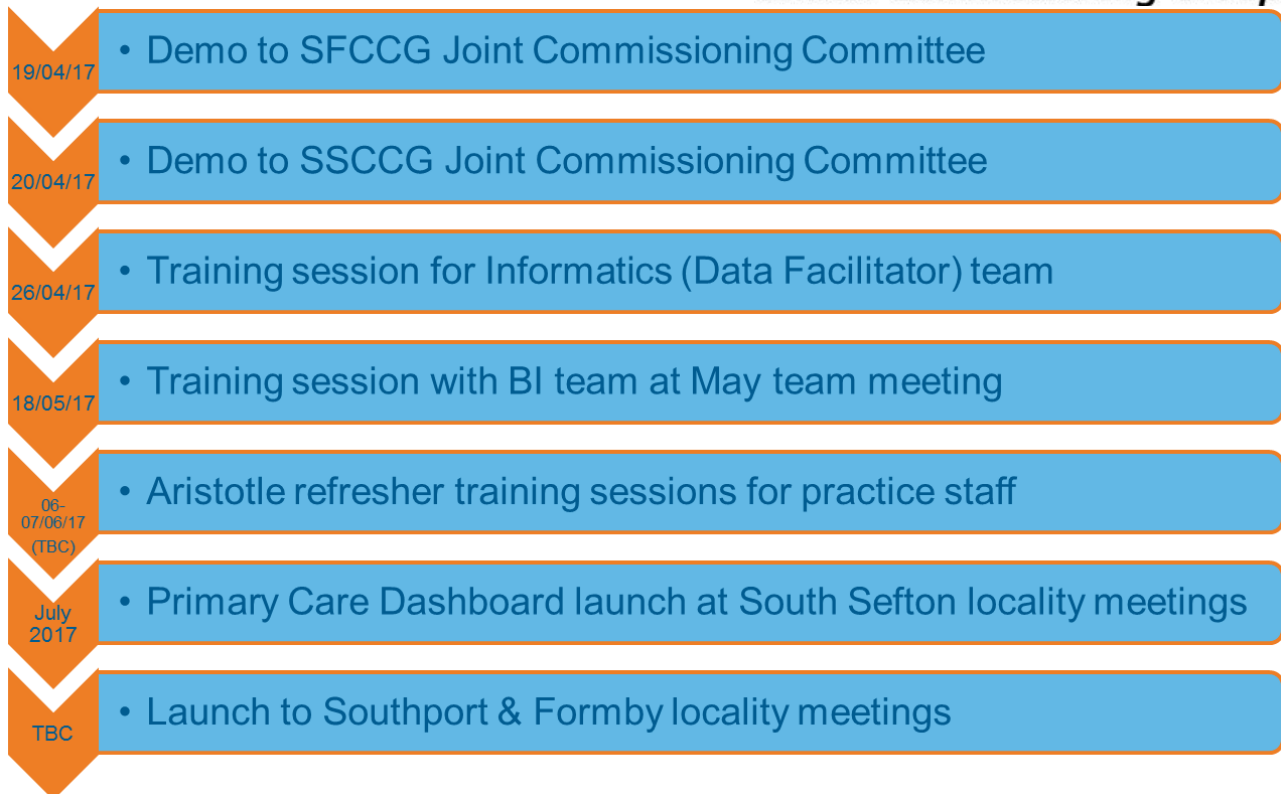 19/04/17
• Demo to SFCCG Joint Commissioning Committee
20/04/17
• Demo to SSCCG Joint Commissioning Committee
26/04/17
• Training session for Informatics (Data Facilitator) team
18/05/17
• Training session with BI team at May team meeting
06-
07/06/17
(TBC)
• Aristotle refresher training sessions for practice staff
July
2017
• Primary Care Dashboard launch at South Sefton locality meetings
TBC
• Launch to Southport & Formby locality meetings